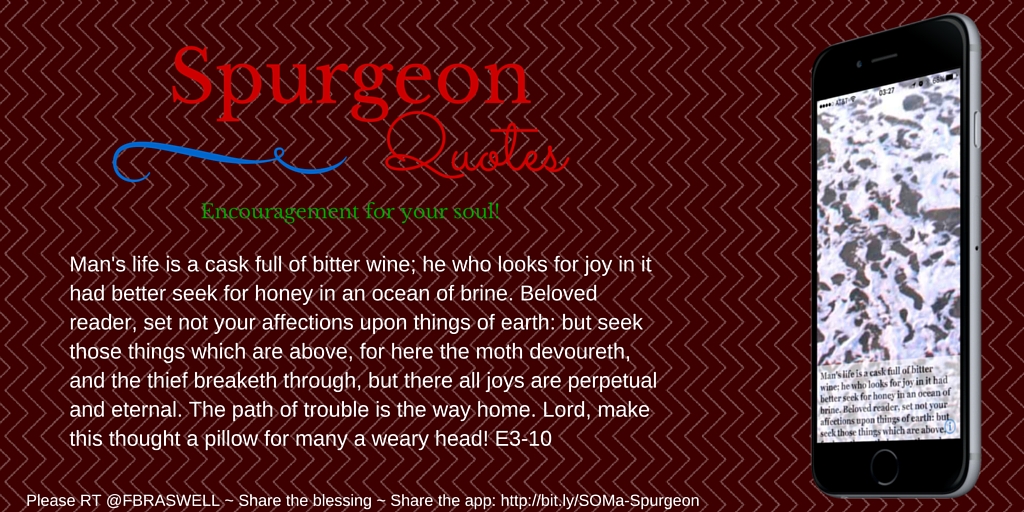 Spurgeon
Quotes
Encouragement for your soul!
Man's life is a cask full of bitter wine; he who looks for joy in it
had better seek for honey in an ocean of brine. Beloved
reader, set not your affections upon things of earth: but seek
those things which are above, for here the moth devoureth,
and the thief breaketh through, but there all joys are perpetual
and eternal. The path of trouble is the way home. Lord, make
this thought a pillow for many a weary head! E3-10
Please RT @FBRASWELL ~ Share the blessing ~ Share the app: http://bit.ly/SOMa-Spurgeon
AT&T 03:27
Man's life is a cask full of bitter
wine; he who looks for joy in it had
better seek for honey in an ocean of
brine. Beloved reader, set not your
affections upon things of earth: but
seek those things which are above,